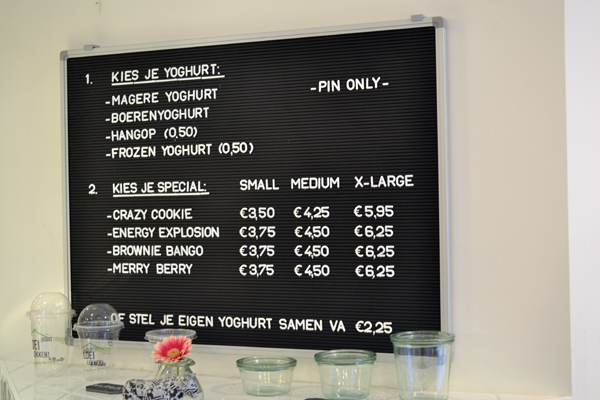 1. KIES JE YOGHURT:
-PIN ONLY-
-MAGERE YOGHURT
-BOERENYOGHURT
-HANGOP (0,50)
-FROZEN YOGHURT (0,50)
2. KIES JE SPECIAL: SMALL MEDIUM X-LARGE
-CRAZY COOKIE €3,50 €4,25 €5,95
-ENERGY EXPLOSION €3,75 €4,50 €6,25
-BROWNIE BANGO €3,75 €4,50 €6,25
-MERRY BERRY €3,75 €4,50 €6,25
OF STEL JE EIGEN YOGHURT SAMEN VA €2,25